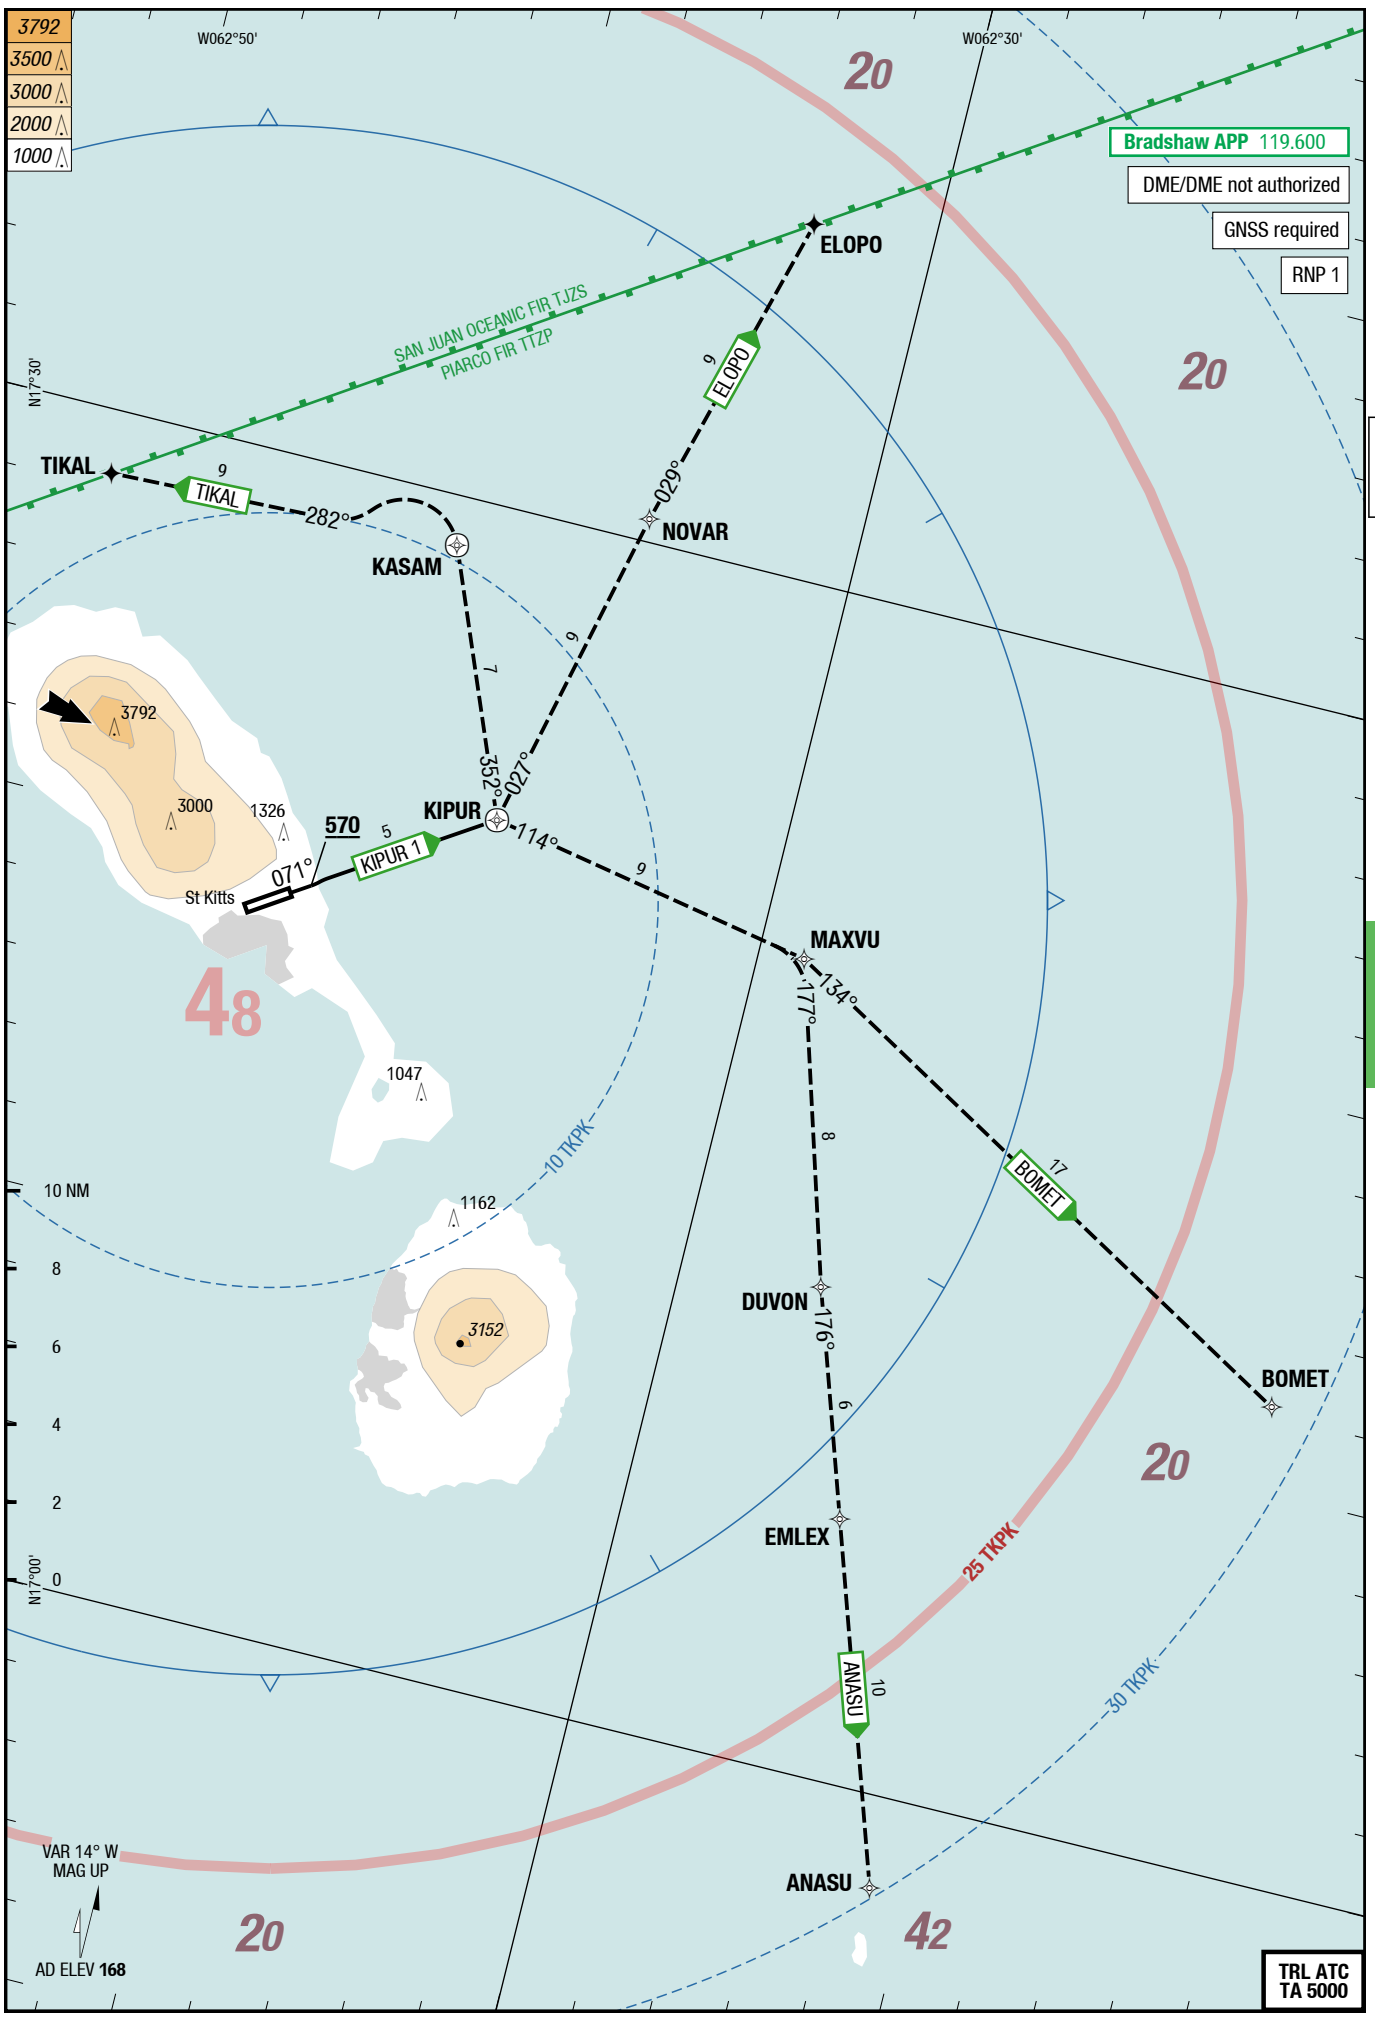 3792
3500
3000
2000
1000
W062°50'
W062°30'
20
Bradshaw APP 119.600
DME/DME not authorized
GNSS required
RNP 1
ELOPO
SAN JUAN OCEANIC FIR TJZS
PIARCO FIR TTZP
9
ELOPO
20
N17°30'
TIKAL
9
TIKAL
282°
029°
NOVAR
KASAM
9
7
3792
352°
027°
3000
1326
570
5
KIPUR
KIPUR 1
071°
114°
9
St Kitts
MAXVU
48
177°
134°
1047
8
10 TKPK
17
BOMET
10 NM
1162
8
DUVON
176°
3152
6
BOMET
6
4
20
2
EMLEX
25 TKPK
N17°00'
0
ANASU
10
30 TKPK
VAR 14° W
MAG UP
ANASU
20
42
AD ELEV 168
TRL ATC
TA 5000